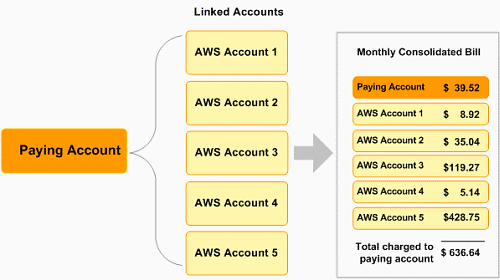 Linked Accounts
Paying Account
AWS Account 1
AWS Account 2
AWS Account 3
AWS Account 4
AWS Account 5
Monthly Consolidated Bill
Paying Account $ 39.52
AWS Account 1 $ 8.92
AWS Account 2 $ 35.04
AWS Account 3 $119.27
AWS Account 4 $ 5.14
AWS Account 5 $428.75
Total charged to
paying account $ 636.64